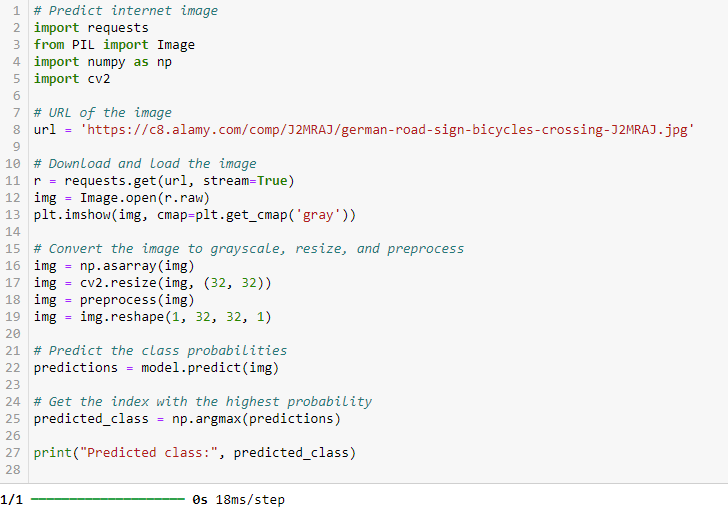 1 # Predict internet image
2 import requests
3 from PIL import Image
4 import numpy as np
5 import cv2
6
7 # URL of the image
8 url = 'https://c8.alamy.com/comp/J2MRAJ/german-road-sign-bicycles-crossing-J2MRAJ.jpg'
9
10 # Download and load the image
11 r = requests.get(url, stream=True)
12 img = Image.open(r.raw)
13 plt.imshow(img, cmap=plt.get_cmap('gray'))
14
15 # Convert the image to grayscale, resize, and preprocess
16 img = np.asarray(img)
17 img = cv2.resize(img, (32, 32))
18 img = preprocess(img)
19 img = img.reshape(1, 32, 32, 1)
20
21 # Predict the class probabilities
22 predictions = model.predict(img)
23
24 # Get the index with the highest probability
25 predicted_class = np.argmax(predictions)
26
27 print("Predicted class:", predicted_class)
28
1/1 ━━━━━━━━━━━━━━━━━━━━ 0s 18ms/step